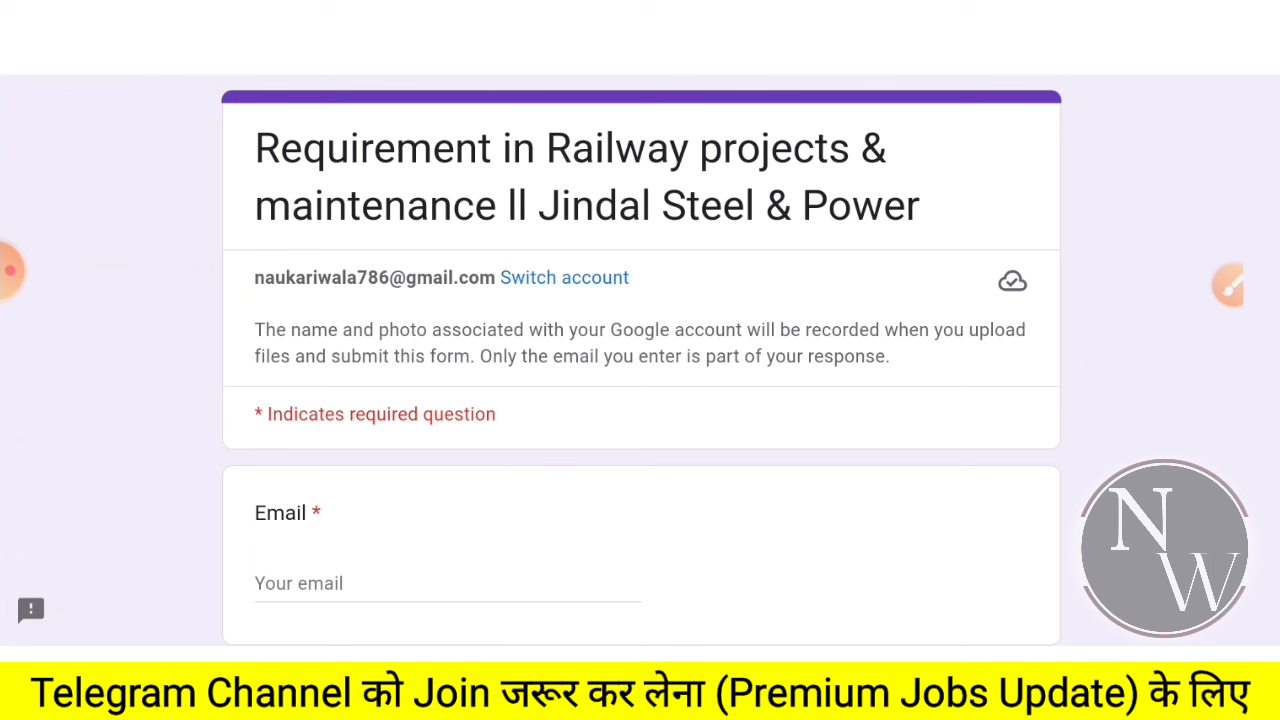 Requirement in Railway projects &
maintenance ll Jindal Steel & Power
naukariwala786@gmail.com Switch account
The name and photo associated with your Google account will be recorded when you upload
files and submit this form. Only the email you enter is part of your response.
* Indicates required question
Email *
Your email
N
W
Telegram Channel को Join जरूर कर लेना (Premium Jobs Update) के लिए